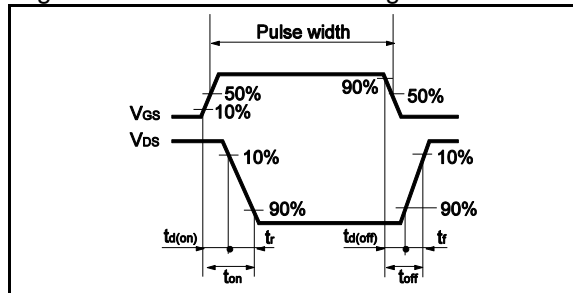 Pulse width
90%
50%
50%
10%
VGS
VDS
10%
10%
90%
90%
td(on)
tr
td(off)
tf
ton
toff